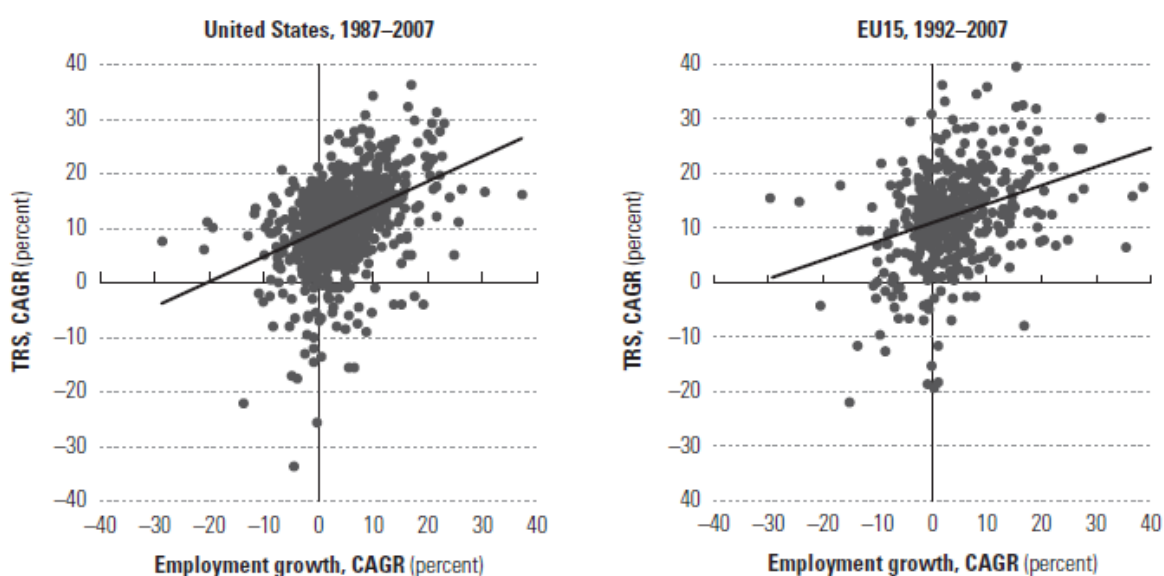 United States, 1987–2007
EU15, 1992–2007
40
30
20
10
0
–10
–20
–30
–40
TRS, CAGR (percent)
–40 –30 –20 –10 0 10 20 30 40
Employment growth, CAGR (percent)
40
30
20
10
0
–10
–20
–30
40
TRS, CAGR (percent)
–40 –30 –20 –10 0 10 20 30 40
Employment growth, CAGR (percent)